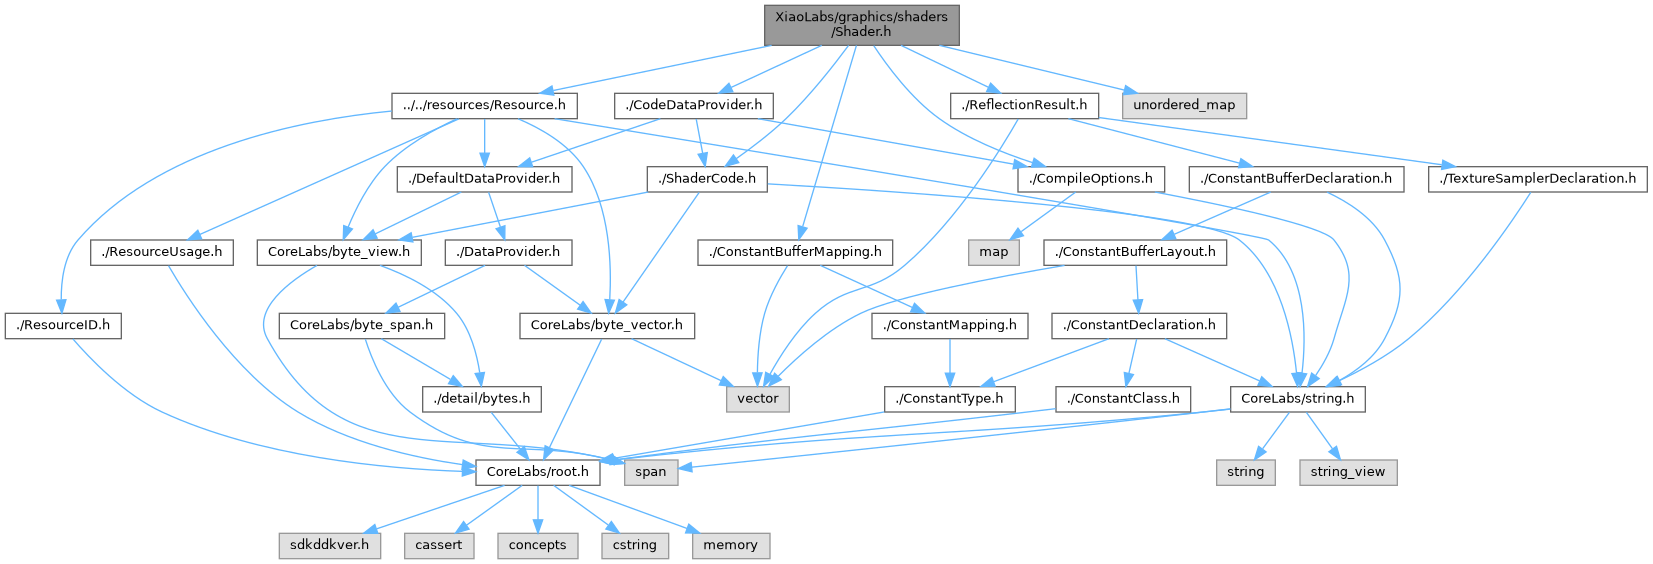 XiaoLabs/graphics/shaders
/Shader.h
../../resources/Resource.h
./CodeDataProvider.h
./ReflectionResult.h
unordered_map
./DefaultDataProvider.h
./ShaderCode.h
./CompileOptions.h
./ConstantBufferDeclaration.h
./TextureSamplerDeclaration.h
./ResourceUsage.h
CoreLabs/byte_view.h
./DataProvider.h
./ConstantBufferMapping.h
map
./ConstantBufferLayout.h
./ResourceID.h
CoreLabs/byte_span.h
CoreLabs/byte_vector.h
./ConstantMapping.h
./ConstantDeclaration.h
./detail/bytes.h
vector
./ConstantType.h
./ConstantClass.h
CoreLabs/string.h
CoreLabs/root.h
span
string
string_view
sdkddkver.h
cassert
concepts
cstring
memory